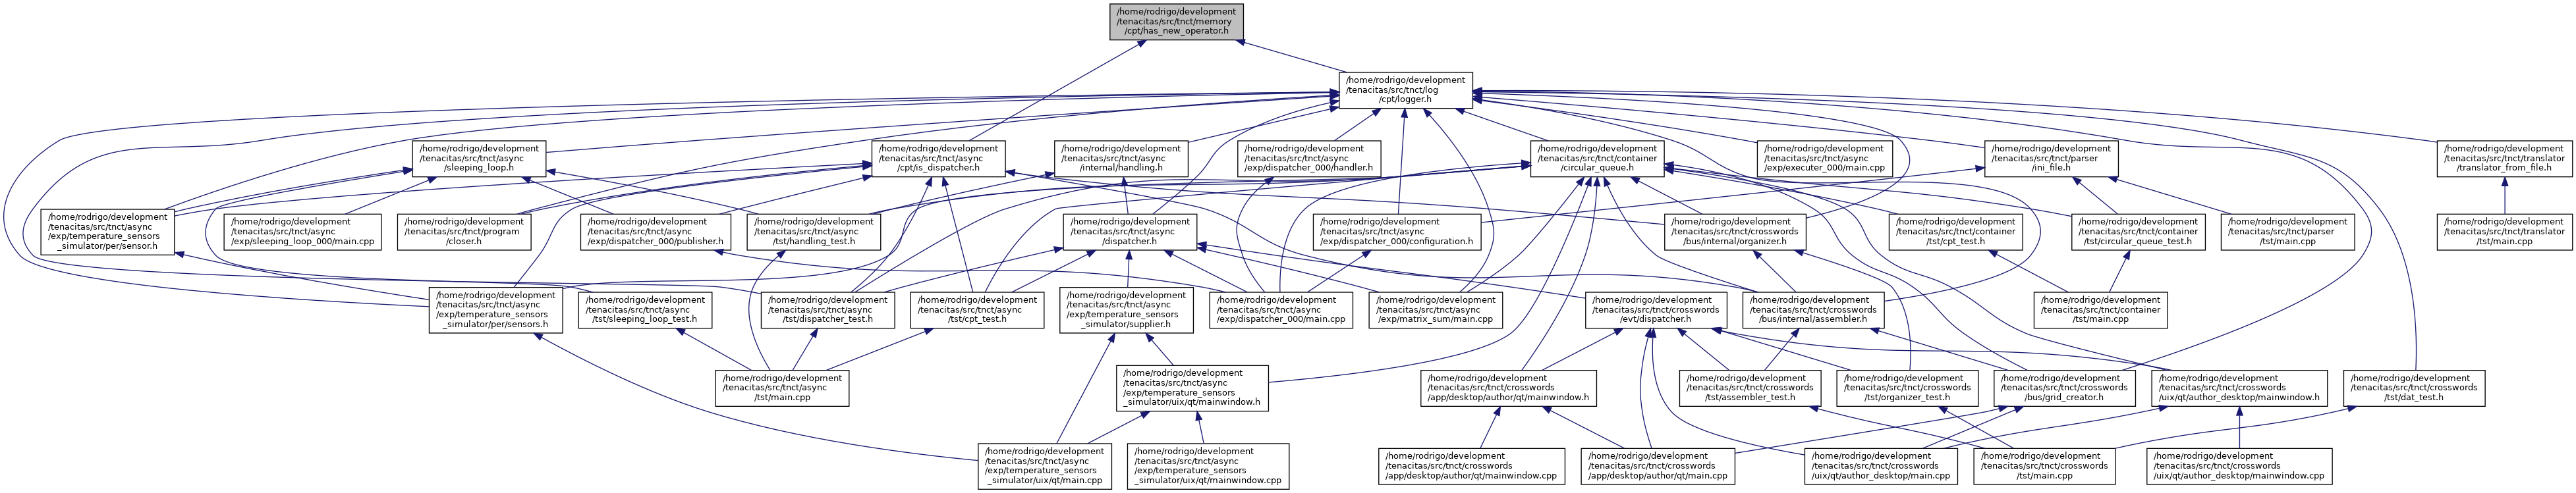 /home/rodrigo/development
/tenacitas/src/tnct/memory
/cpt/has_new_operator.h
/home/rodrigo/development
/tenacitas/src/tnct/log
/cpt/logger.h
/home/rodrigo/development
/tenacitas/src/tnct/async
/sleeping_loop.h
/home/rodrigo/development
/tenacitas/src/tnct/async
/cpt/is_dispatcher.h
/home/rodrigo/development
/tenacitas/src/tnct/async
/internal/handling.h
/home/rodrigo/development
/tenacitas/src/tnct/async
/exp/dispatcher_000/handler.h
/home/rodrigo/development
/tenacitas/src/tnct/container
/circular_queue.h
/home/rodrigo/development
/tenacitas/src/tnct/async
/exp/executer_000/main.cpp
/home/rodrigo/development
/tenacitas/src/tnct/parser
/ini_file.h
/home/rodrigo/development
/tenacitas/src/tnct/translator
/translator_from_file.h
/home/rodrigo/development
/tenacitas/src/tnct/async
/exp/temperature_sensors
_simulator/per/sensor.h
/home/rodrigo/development
/tenacitas/src/tnct/async
/exp/sleeping_loop_000/main.cpp
/home/rodrigo/development
/tenacitas/src/tnct/program
/closer.h
/home/rodrigo/development
/tenacitas/src/tnct/async
/exp/dispatcher_000/publisher.h
/home/rodrigo/development
/tenacitas/src/tnct/async
/tst/handling_test.h
/home/rodrigo/development
/tenacitas/src/tnct/async
/dispatcher.h
/home/rodrigo/development
/tenacitas/src/tnct/async
/exp/dispatcher_000/configuration.h
/home/rodrigo/development
/tenacitas/src/tnct/crosswords
/bus/internal/organizer.h
/home/rodrigo/development
/tenacitas/src/tnct/container
/tst/cpt_test.h
/home/rodrigo/development
/tenacitas/src/tnct/container
/tst/circular_queue_test.h
/home/rodrigo/development
/tenacitas/src/tnct/parser
/tst/main.cpp
/home/rodrigo/development
/tenacitas/src/tnct/translator
/tst/main.cpp
/home/rodrigo/development
/tenacitas/src/tnct/async
/exp/temperature_sensors
_simulator/per/sensors.h
/home/rodrigo/development
/tenacitas/src/tnct/async
/tst/sleeping_loop_test.h
/home/rodrigo/development
/tenacitas/src/tnct/async
/tst/dispatcher_test.h
/home/rodrigo/development
/tenacitas/src/tnct/async
/tst/cpt_test.h
/home/rodrigo/development
/tenacitas/src/tnct/async
/exp/temperature_sensors
_simulator/supplier.h
/home/rodrigo/development
/tenacitas/src/tnct/async
/exp/dispatcher_000/main.cpp
/home/rodrigo/development
/tenacitas/src/tnct/async
/exp/matrix_sum/main.cpp
/home/rodrigo/development
/tenacitas/src/tnct/crosswords
/evt/dispatcher.h
/home/rodrigo/development
/tenacitas/src/tnct/crosswords
/bus/internal/assembler.h
/home/rodrigo/development
/tenacitas/src/tnct/container
/tst/main.cpp
/home/rodrigo/development
/tenacitas/src/tnct/async
/tst/main.cpp
/home/rodrigo/development
/tenacitas/src/tnct/async
/exp/temperature_sensors
_simulator/uix/qt/mainwindow.h
/home/rodrigo/development
/tenacitas/src/tnct/crosswords
/app/desktop/author/qt/mainwindow.h
/home/rodrigo/development
/tenacitas/src/tnct/crosswords
/tst/assembler_test.h
/home/rodrigo/development
/tenacitas/src/tnct/crosswords
/tst/organizer_test.h
/home/rodrigo/development
/tenacitas/src/tnct/crosswords
/bus/grid_creator.h
/home/rodrigo/development
/tenacitas/src/tnct/crosswords
/uix/qt/author_desktop/mainwindow.h
/home/rodrigo/development
/tenacitas/src/tnct/crosswords
/tst/dat_test.h
/home/rodrigo/development
/tenacitas/src/tnct/async
/exp/temperature_sensors
_simulator/uix/qt/main.cpp
/home/rodrigo/development
/tenacitas/src/tnct/async
/exp/temperature_sensors
_simulator/uix/qt/mainwindow.cpp
/home/rodrigo/development
/tenacitas/src/tnct/crosswords
/app/desktop/author/qt/mainwindow.cpp
/home/rodrigo/development
/tenacitas/src/tnct/crosswords
/app/desktop/author/qt/main.cpp
/home/rodrigo/development
/tenacitas/src/tnct/crosswords
/uix/qt/author_desktop/main.cpp
/home/rodrigo/development
/tenacitas/src/tnct/crosswords
/tst/main.cpp
/home/rodrigo/development
/tenacitas/src/tnct/crosswords
/uix/qt/author_desktop/mainwindow.cpp